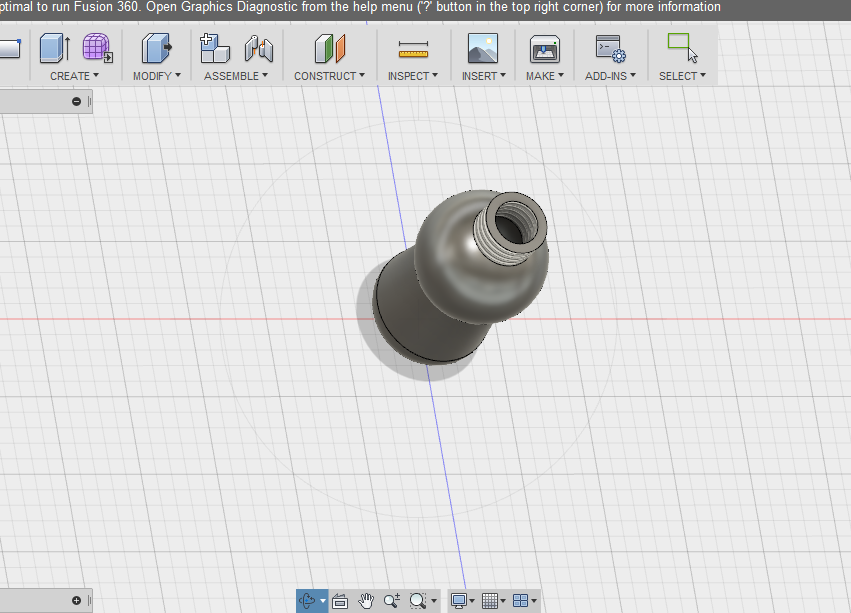 ptimal to run Fusion 360. Open Graphics Diagnostic from the help menu ('?' button in the top right corner) for more information
CREATE ▾ MODIFY ▾ ASSEMBLE ▾ CONSTRUCT ▾ INSPECT ▾ INSERT ▾ MAKE ▾ ADD-INS ▾ SELECT ▾